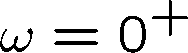 ω = 0⁺